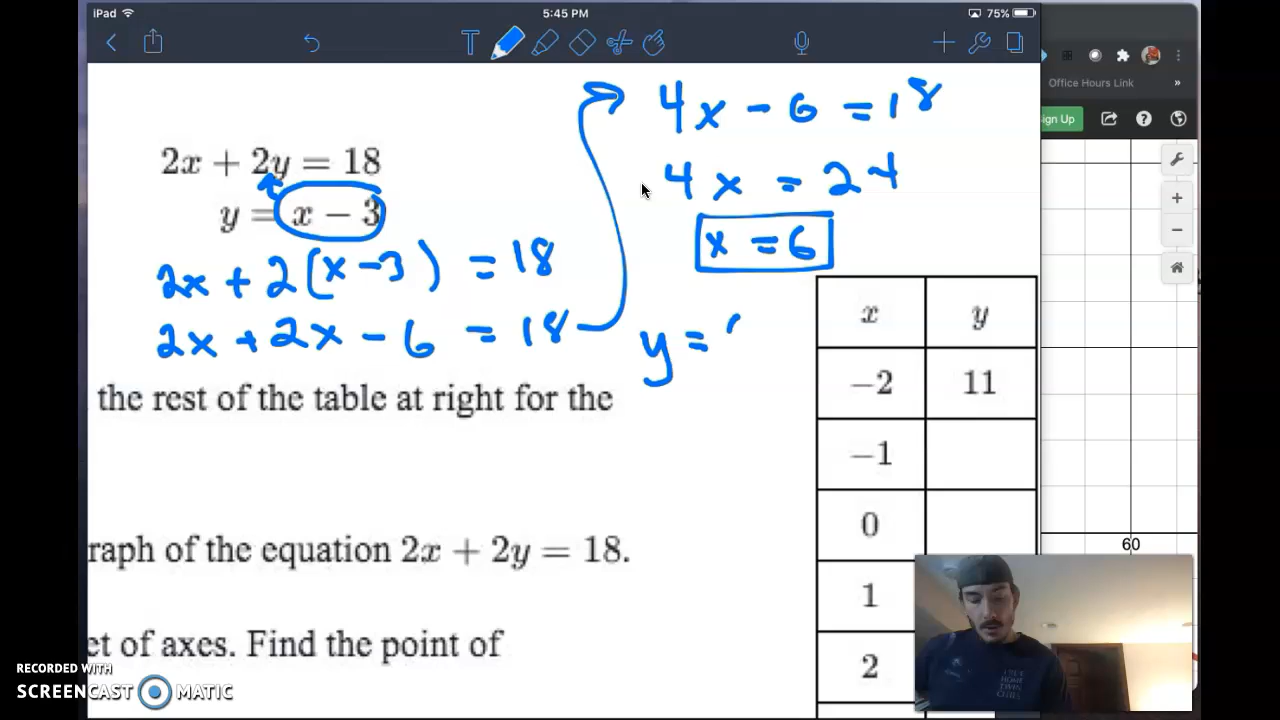 iPad 5:45 PM 75%
T
Office Hours Link »
Sign Up
2x + 2y = 18
y = x − 3
2x + 2(x − 3) = 18
2x + 2x − 6 = 18
4x − 6 = 18
4x = 24
x = 6
y =
x y
−2 11
−1
0
1
2
the rest of the table at right for the
raph of the equation 2x + 2y = 18.
et of axes. Find the point of
60
RECORDED WITH
SCREENCAST MATIC